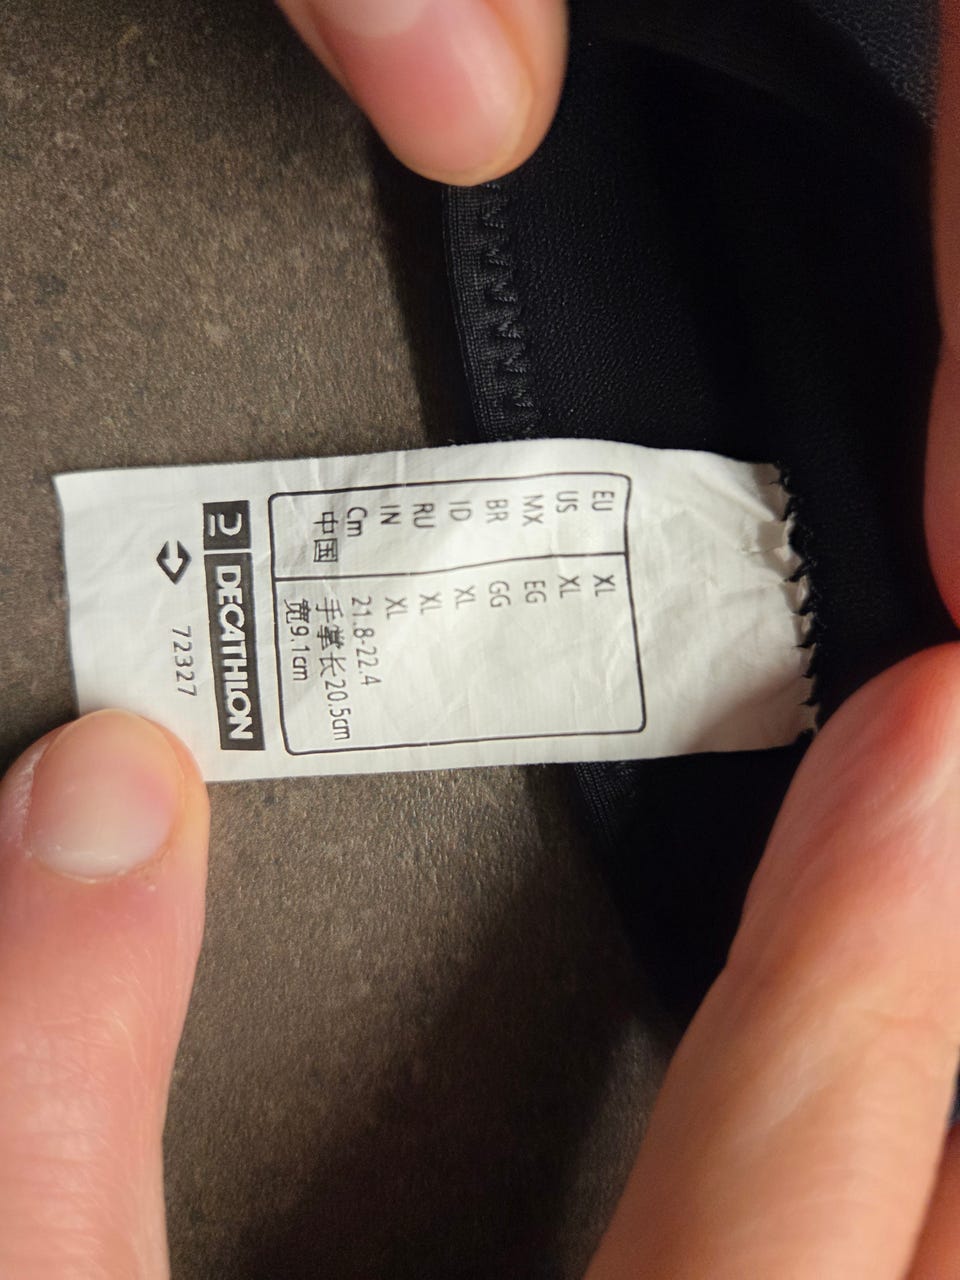 EU XL
US XL
MX EG
BR GG
ID XL
RU XL
IN XL
Cm 21.8-22.4
中国 手掌长20.5cm
宽9.1cm
DECATHLON
72327